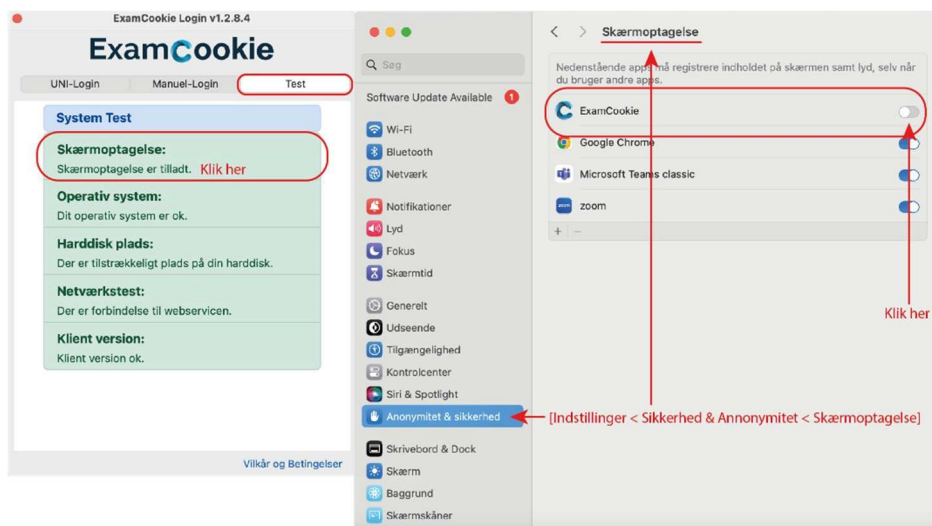 ExamCookie Login v1.2.8.4
ExamCookie
UNI-Login Manuel-Login Test
System Test
Skærmoptagelse:
Skærmoptagelse er tilladt. Klik her
Operativ system:
Dit operativ system er ok.
Harddisk plads:
Der er tilstrækkeligt plads på din harddisk.
Netværkstest:
Der er forbindelse til webservicen.
Klient version:
Klient version ok.
Vilkår og Betingelser
Søg
Software Update Available 1
Wi-Fi
Bluetooth
Netværk
Notifikationer
Lyd
Fokus
Skærmtid
Generelt
Udseende
Tilgængelighed
Kontrolcenter
Siri & Spotlight
Anonymitet & sikkerhed
Skrivebord & Dock
Skærm
Baggrund
Skærmskåner
Skærmoptagelse
Nedenstående apps må registrere indholdet på skærmen samt lyd, selv når
du bruger andre apps.
ExamCookie
Google Chrome
Microsoft Teams classic
zoom zoom
+ −
Klik her
[Indstillinger < Sikkerhed & Annonymitet < Skærmoptagelse]